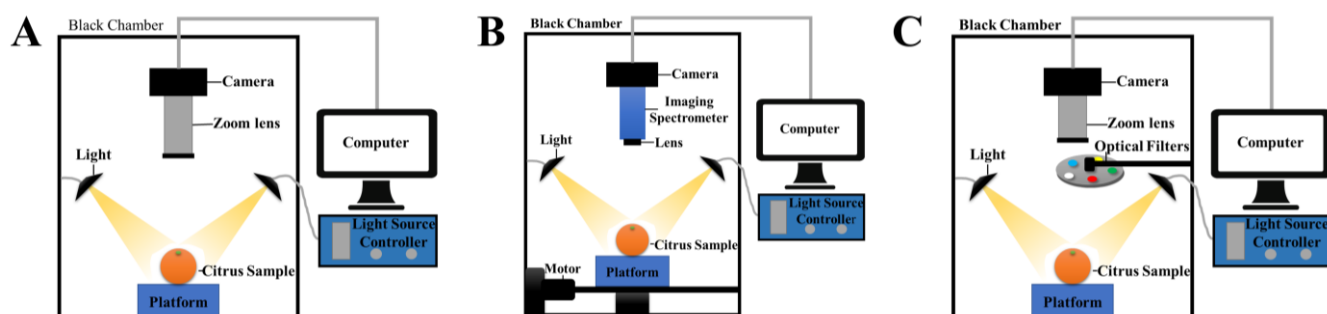 A
Black Chamber
Camera
Zoom lens
Light
Computer
Light Source
Controller
Citrus Sample
Platform
B
Black Chamber
Camera
Imaging
Spectrometer
Lens
Light
Computer
Light Source
Controller
Citrus Sample
Platform
Motor
C
Black Chamber
Camera
Zoom lens
Optical Filters
Light
Computer
Light Source
Controller
Citrus Sample
Platform